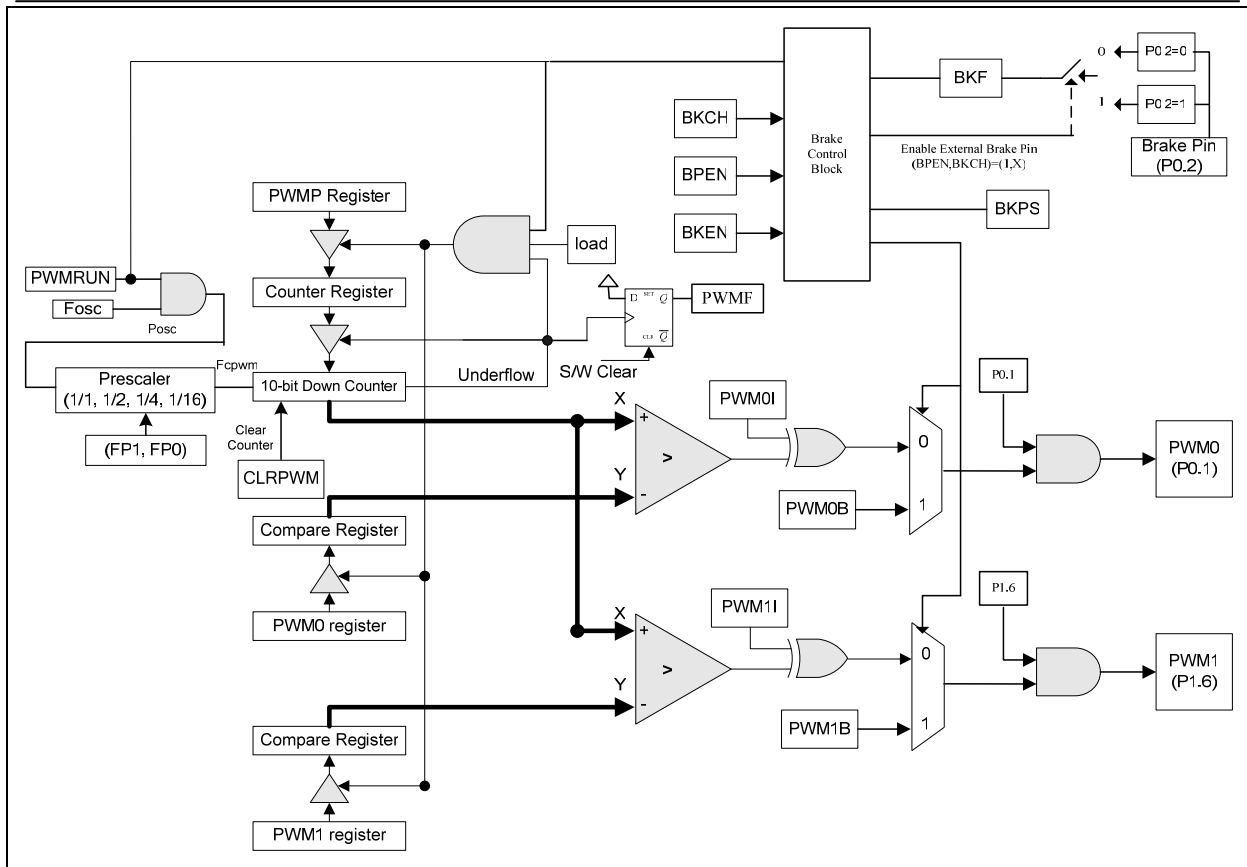 PWMRUN
Fosc
Posc
Prescaler
(1/1, 1/2, 1/4, 1/16)
(FP1, FP0)
Fcpwm
PWMP Register
Counter Register
10-bit Down Counter
Underflow
Clear
Counter
CLRPWM
Compare Register
PWM0 register
Compare Register
PWM1 register
load
D
SET
Q
CLR
Q
PWMF
S/W Clear
BKCH
BPEN
BKEN
Brake
Control
Block
BKF
0
1
P0.2=0
P0.2=1
Brake Pin
(P0.2)
Enable External Brake Pin
(BPEN,BKCH)=(1,X)
BKPS
X
+
>
Y
-
PWM0I
PWM0B
0
1
P0.1
PWM0
(P0.1)
X
+
>
Y
-
PWM1I
PWM1B
0
1
P1.6
PWM1
(P1.6)